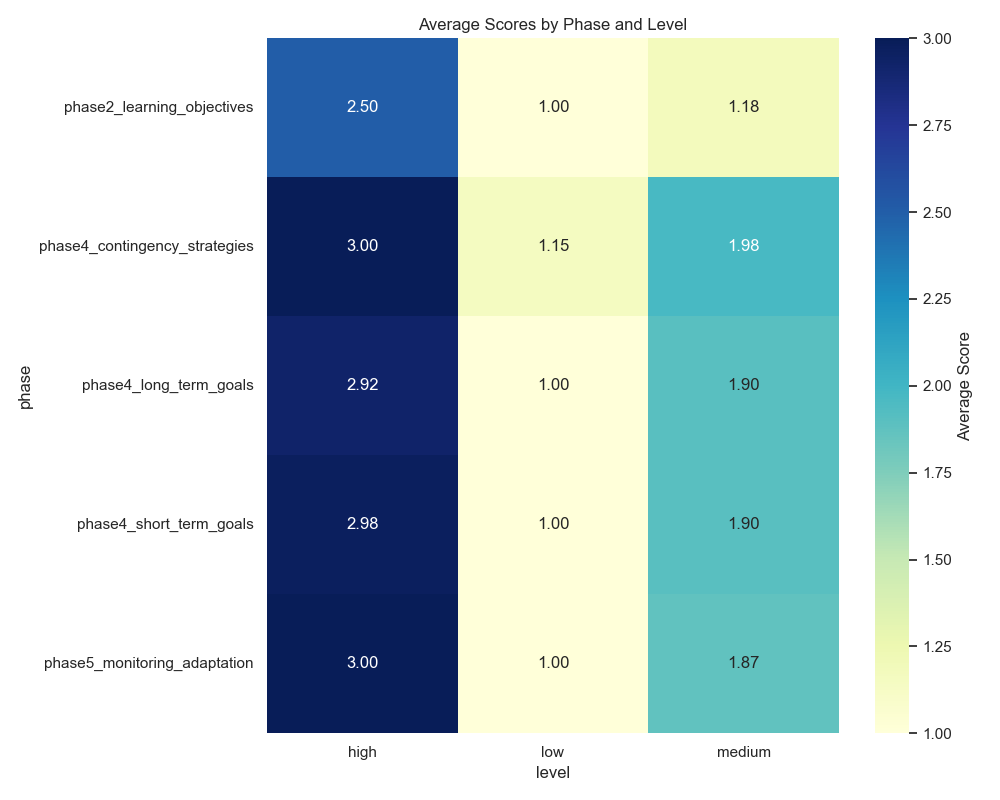 Average Scores by Phase and Level
phase
phase2_learning_objectives 2.50 1.00 1.18
phase4_contingency_strategies 3.00 1.15 1.98
phase4_long_term_goals 2.92 1.00 1.90
phase4_short_term_goals 2.98 1.00 1.90
phase5_monitoring_adaptation 3.00 1.00 1.87
high low medium
level
3.00
2.75
2.50
2.25
2.00
1.75
1.50
1.25
1.00
Average Score